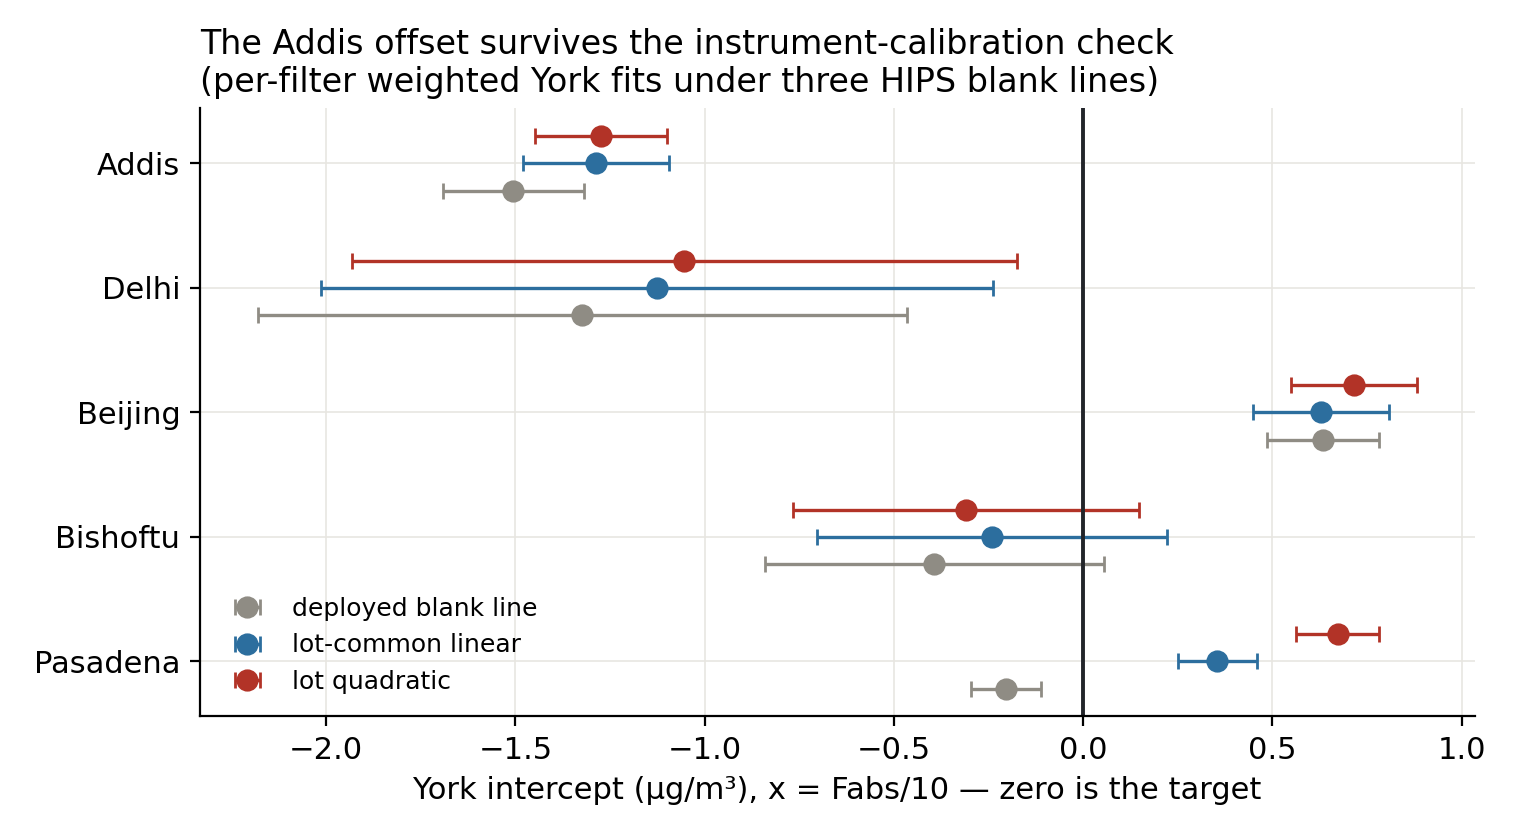 The Addis offset survives the instrument-calibration check
(per-filter weighted York fits under three HIPS blank lines)
Addis
Delhi
Beijing
Bishoftu
Pasadena
deployed blank line
lot-common linear
lot quadratic
−2.0 −1.5 −1.0 −0.5 0.0 0.5 1.0
York intercept (µg/m³), x = Fabs/10 — zero is the target